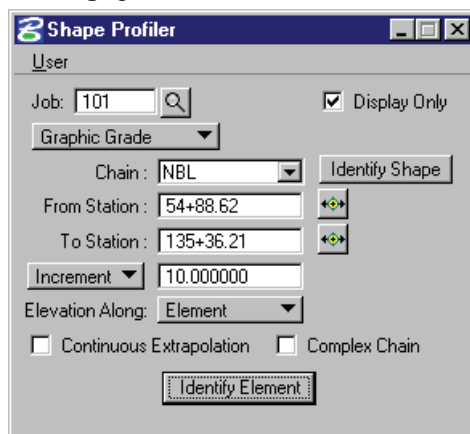 Shape Profiler
User
Job: 101 Display Only
Graphic Grade
Chain : NBL Identify Shape
From Station : 54+88.62
To Station : 135+36.21
Increment 10.000000
Elevation Along: Element
Continuous Extrapolation Complex Chain
Identify Element